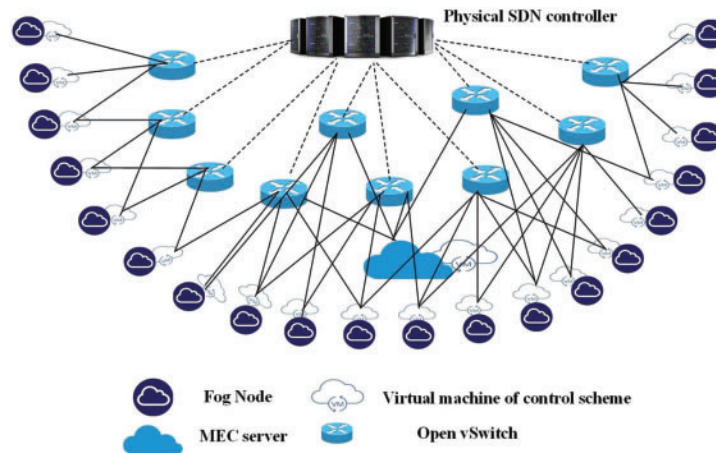 Physical SDN controller
Fog Node
Virtual machine of control scheme
MEC server
Open vSwitch